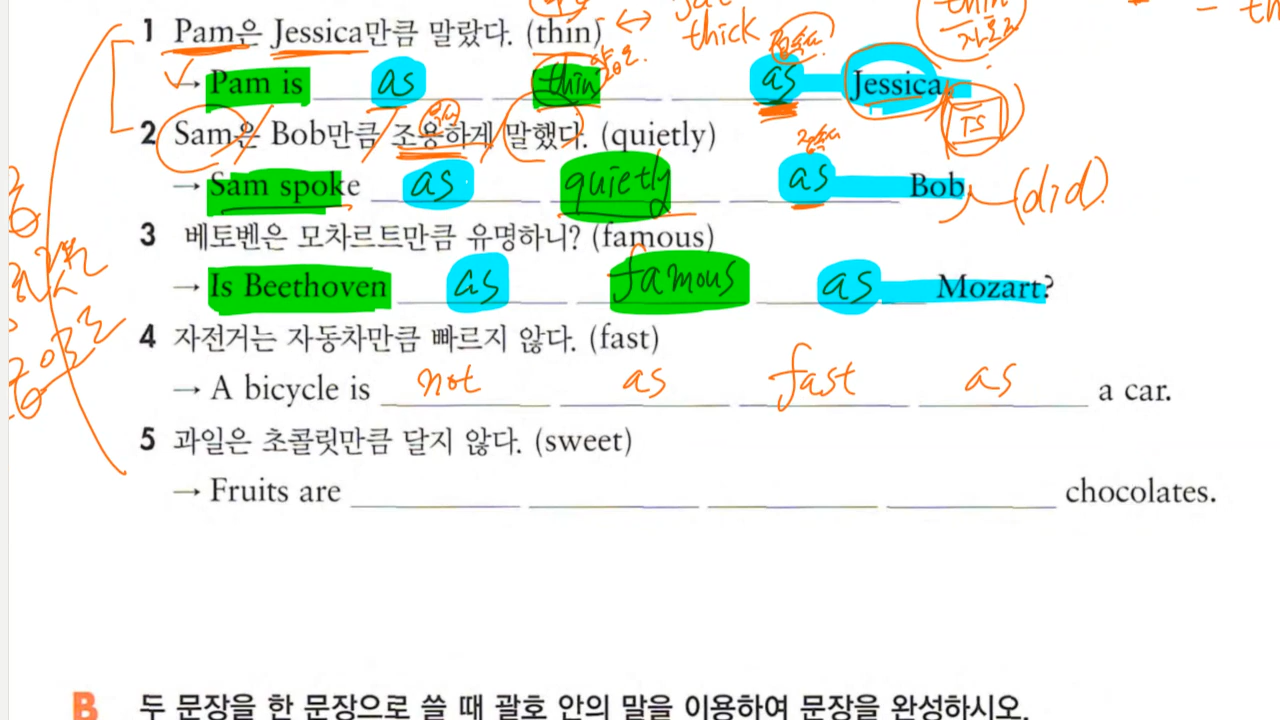 thick
1 Pam은 Jessica만큼 말랐다. (thin) ↔
→ Pam is as thin as Jessica.
2 Sam은 Bob만큼 조용하게 말했다. (quietly)
→ Sam spoke as quietly as Bob. (did)
3 베토벤은 모차르트만큼 유명하니? (famous)
→ Is Beethoven as famous as Mozart?
4 자전거는 자동차만큼 빠르지 않다. (fast)
→ A bicycle is not as fast as a car.
5 과일은 초콜릿만큼 달지 않다. (sweet)
→ Fruits are chocolates.
B 두 문장을 한 문장으로 쓸 때 괄호 안의 말을 이용하여 문장을 완성하시오.